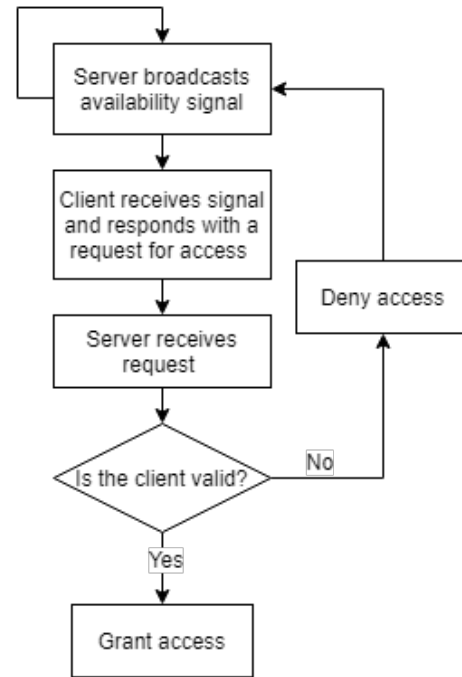 Server broadcasts
availability signal
Client receives signal
and responds with a
request for access
Deny access
Server receives
request
Is the client valid?
No
Yes
Grant access